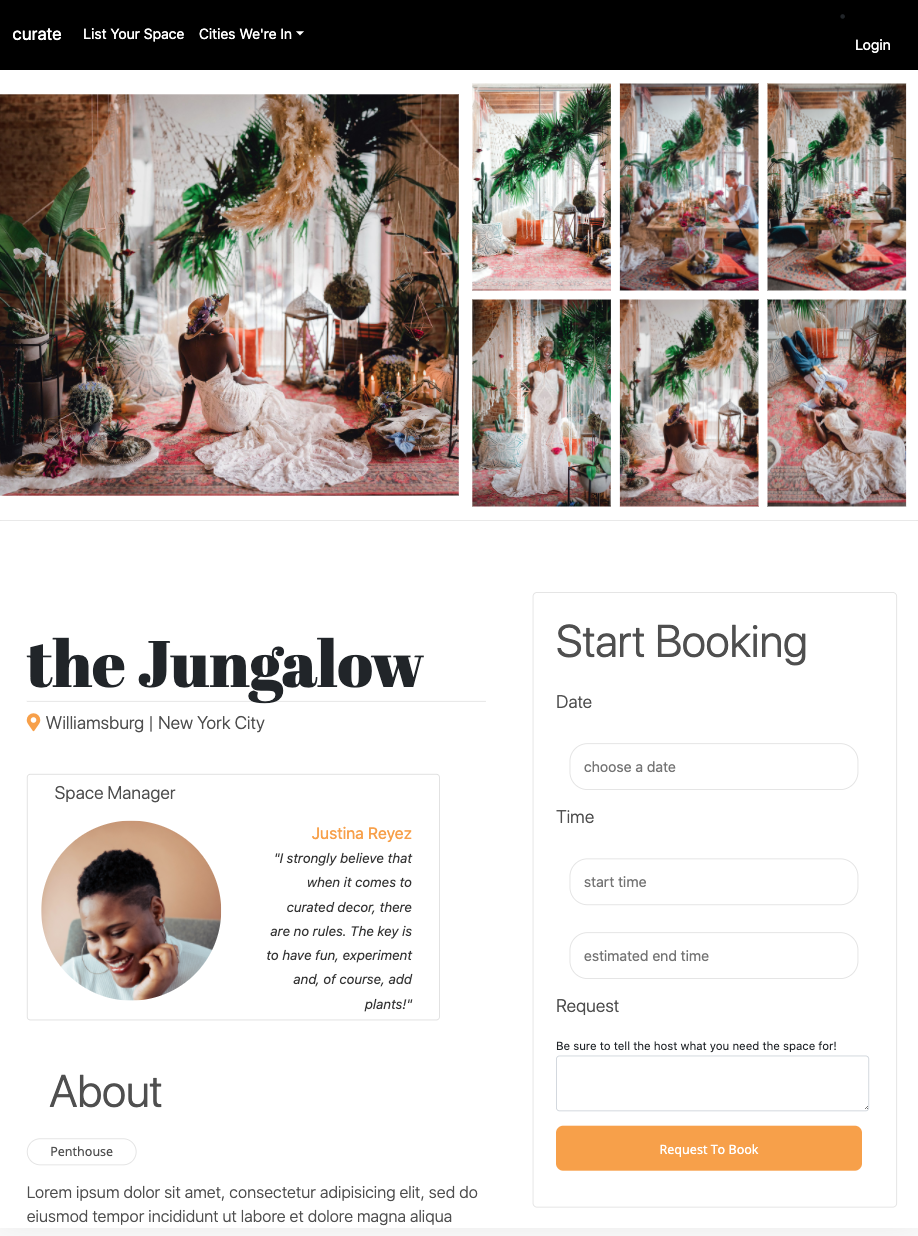 curate List Your Space Cities We're In
Login
the Jungalow
Williamsburg | New York City
Space Manager
Justina Reyez
"I strongly believe that
when it comes to
curated decor, there
are no rules. The key is
to have fun, experiment
and, of course, add
plants!"
About
Penthouse
Lorem ipsum dolor sit amet, consectetur adipisicing elit, sed do
eiusmod tempor incididunt ut labore et dolore magna aliqua
Start Booking
Date
choose a date
Time
start time
estimated end time
Request
Be sure to tell the host what you need the space for!
Request To Book